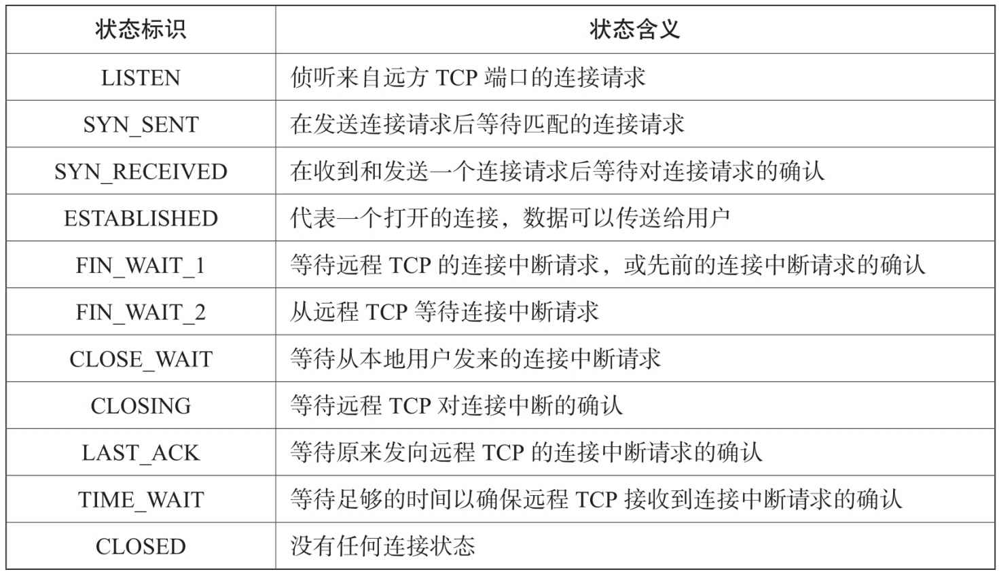 状态标识 状态含义
LISTEN 侦听来自远方 TCP 端口的连接请求
SYN_SENT 在发送连接请求后等待匹配的连接请求
SYN_RECEIVED 在收到和发送一个连接请求后等待对连接请求的确认
ESTABLISHED 代表一个打开的连接，数据可以传送给用户
FIN_WAIT_1 等待远程 TCP 的连接中断请求，或先前的连接中断请求的确认
FIN_WAIT_2 从远程 TCP 等待连接中断请求
CLOSE_WAIT 等待从本地用户发来的连接中断请求
CLOSING 等待远程 TCP 对连接中断的确认
LAST_ACK 等待原来发向远程 TCP 的连接中断请求的确认
TIME_WAIT 等待足够的时间以确保远程 TCP 接收到连接中断请求的确认
CLOSED 没有任何连接状态